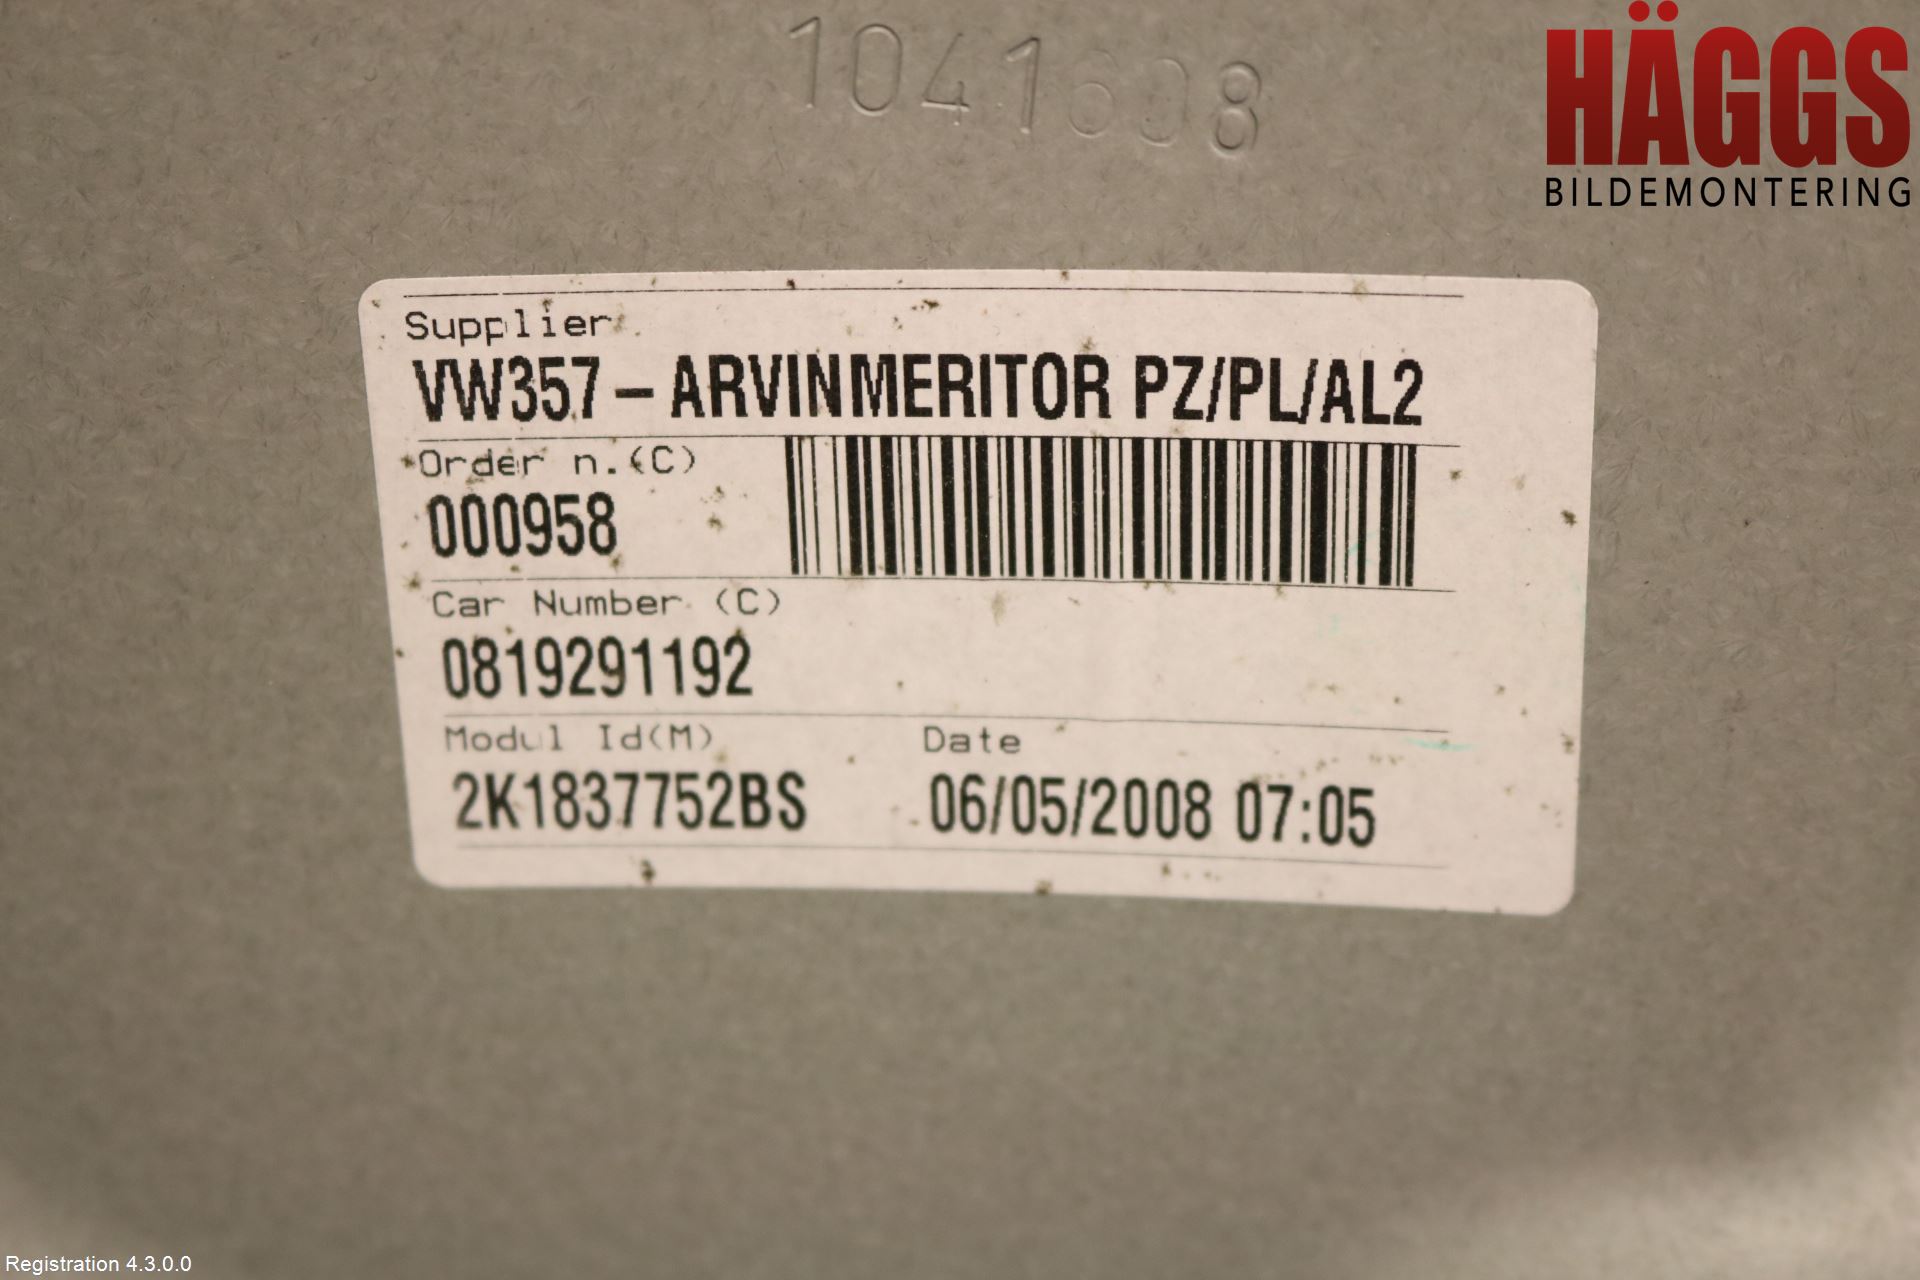 1041608
HÄGGS
BILDEMONTERING
Supplier
VW357-ARVINMERITOR PZ/PL/AL2
Order n.(C)
000958
Car Number (C)
0819291192
Modul Id(M) Date
2K1837752BS 06/05/2008 07:05
Registration 4.3.0.0